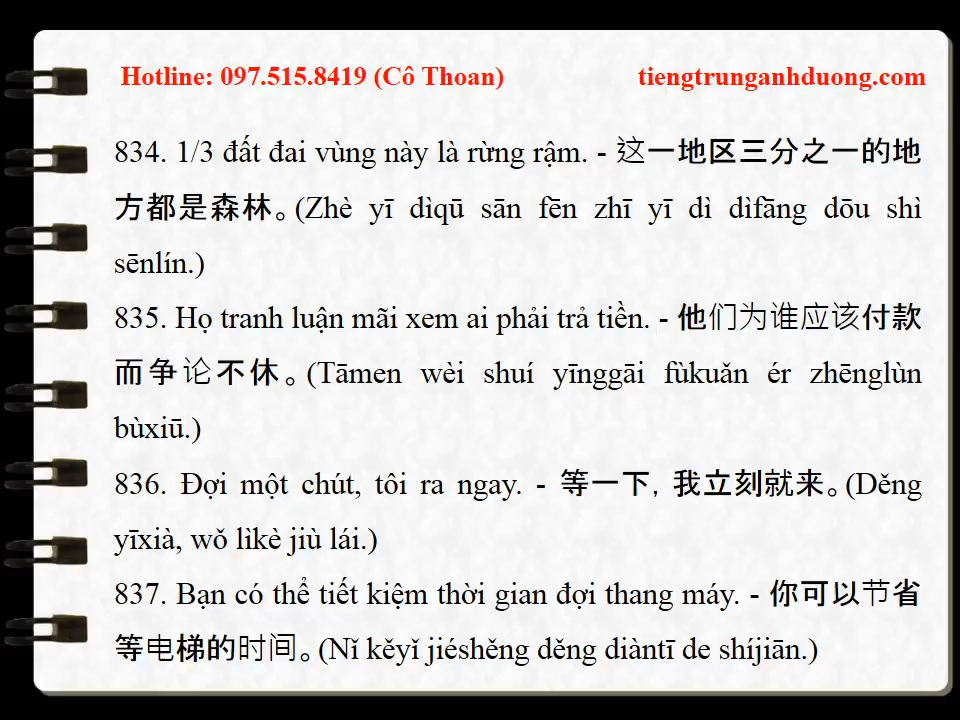 Hotline: 097.515.8419 (Cô Thoan) tiengtrunganhduong.com
834. 1/3 đất đai vùng này là rừng rậm. - 这一地区三分之一的地
方都是森林。(Zhè yī dìqū sān fēn zhī yī dì dìfāng dōu shì
sēnlín.)
835. Họ tranh luận mãi xem ai phải trả tiền. - 他们为谁应该付款
而争论不休。(Tāmen wèi shuí yīnggāi fùkuǎn ér zhēnglùn
bùxiū.)
836. Đợi một chút, tôi ra ngay. - 等一下, 我立刻就来。(Děng
yīxià, wǒ lìkè jiù lái.)
837. Bạn có thể tiết kiệm thời gian đợi thang máy. - 你可以节省
等电梯的时间。(Nǐ kěyǐ jiéshěng děng diàntī de shíjiān.)